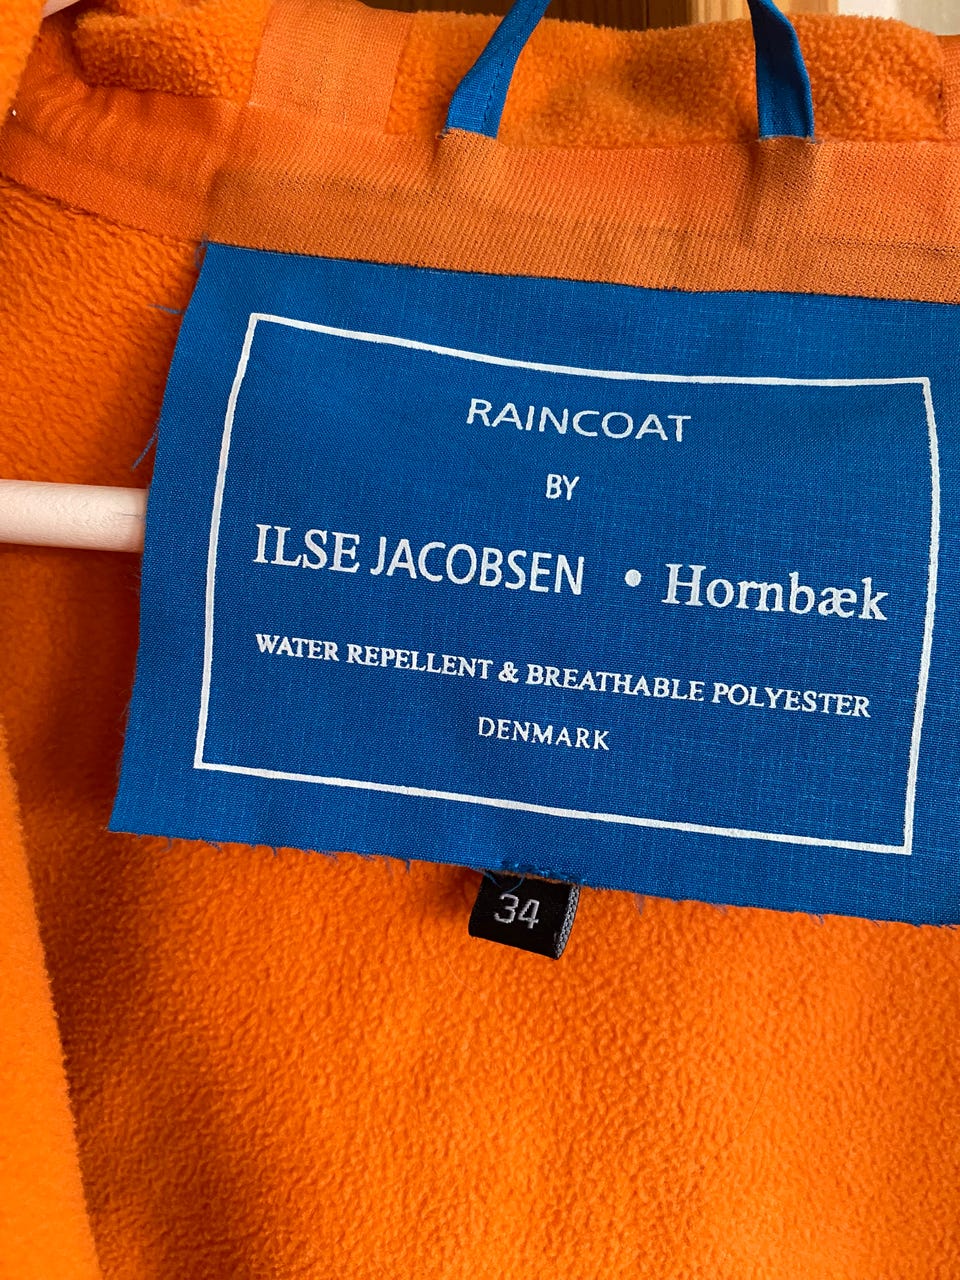 RAINCOAT
BY
ILSE JACOBSEN • Hornbæk
WATER REPELLENT & BREATHABLE POLYESTER
DENMARK
34